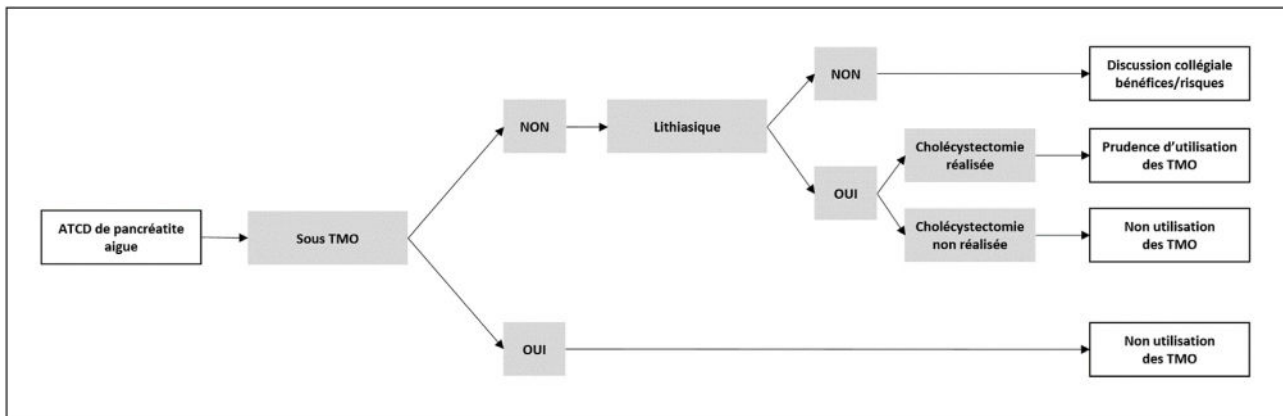 ATCD de pancréatite
aigue
Sous TMO
NON
Lithiasique
NON
Discussion collégiale
bénéfices/risques
OUI
Cholécystectomie
réalisée
Prudence d'utilisation
des TMO
Cholécystectomie
non réalisée
Non utilisation
des TMO
OUI
Non utilisation
des TMO